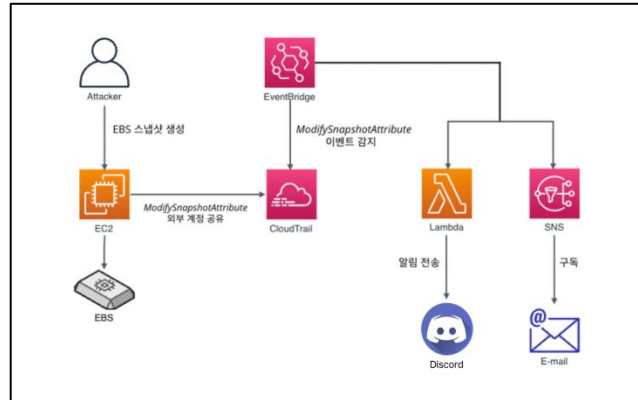 Attacker
EventBridge
EBS 스냅샷 생성
ModifySnapshotAttribute
이벤트 감지
ModifySnapshotAttribute
외부 계정 공유
EC2
CloudTrail
Lambda
SNS
EBS
알림 전송
구독
Discord
@
E-mail